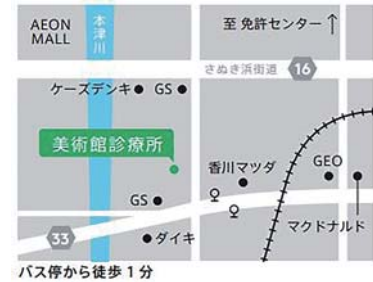 AEON
MALL
本津川
至 免許センター↑
さぬき浜街道 16
ケーズデンキ● GS●
美術館診療所
香川マツダ
GEO
GS●
マクドナルド
33
●ダイキ
バス停から徒歩1分